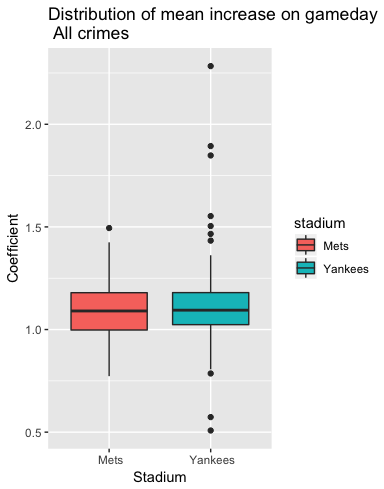 Distribution of mean increase on gameday
All crimes
2.0
1.5
1.0
0.5
Coefficient
Mets
Yankees
Stadium
stadium
Mets
Yankees